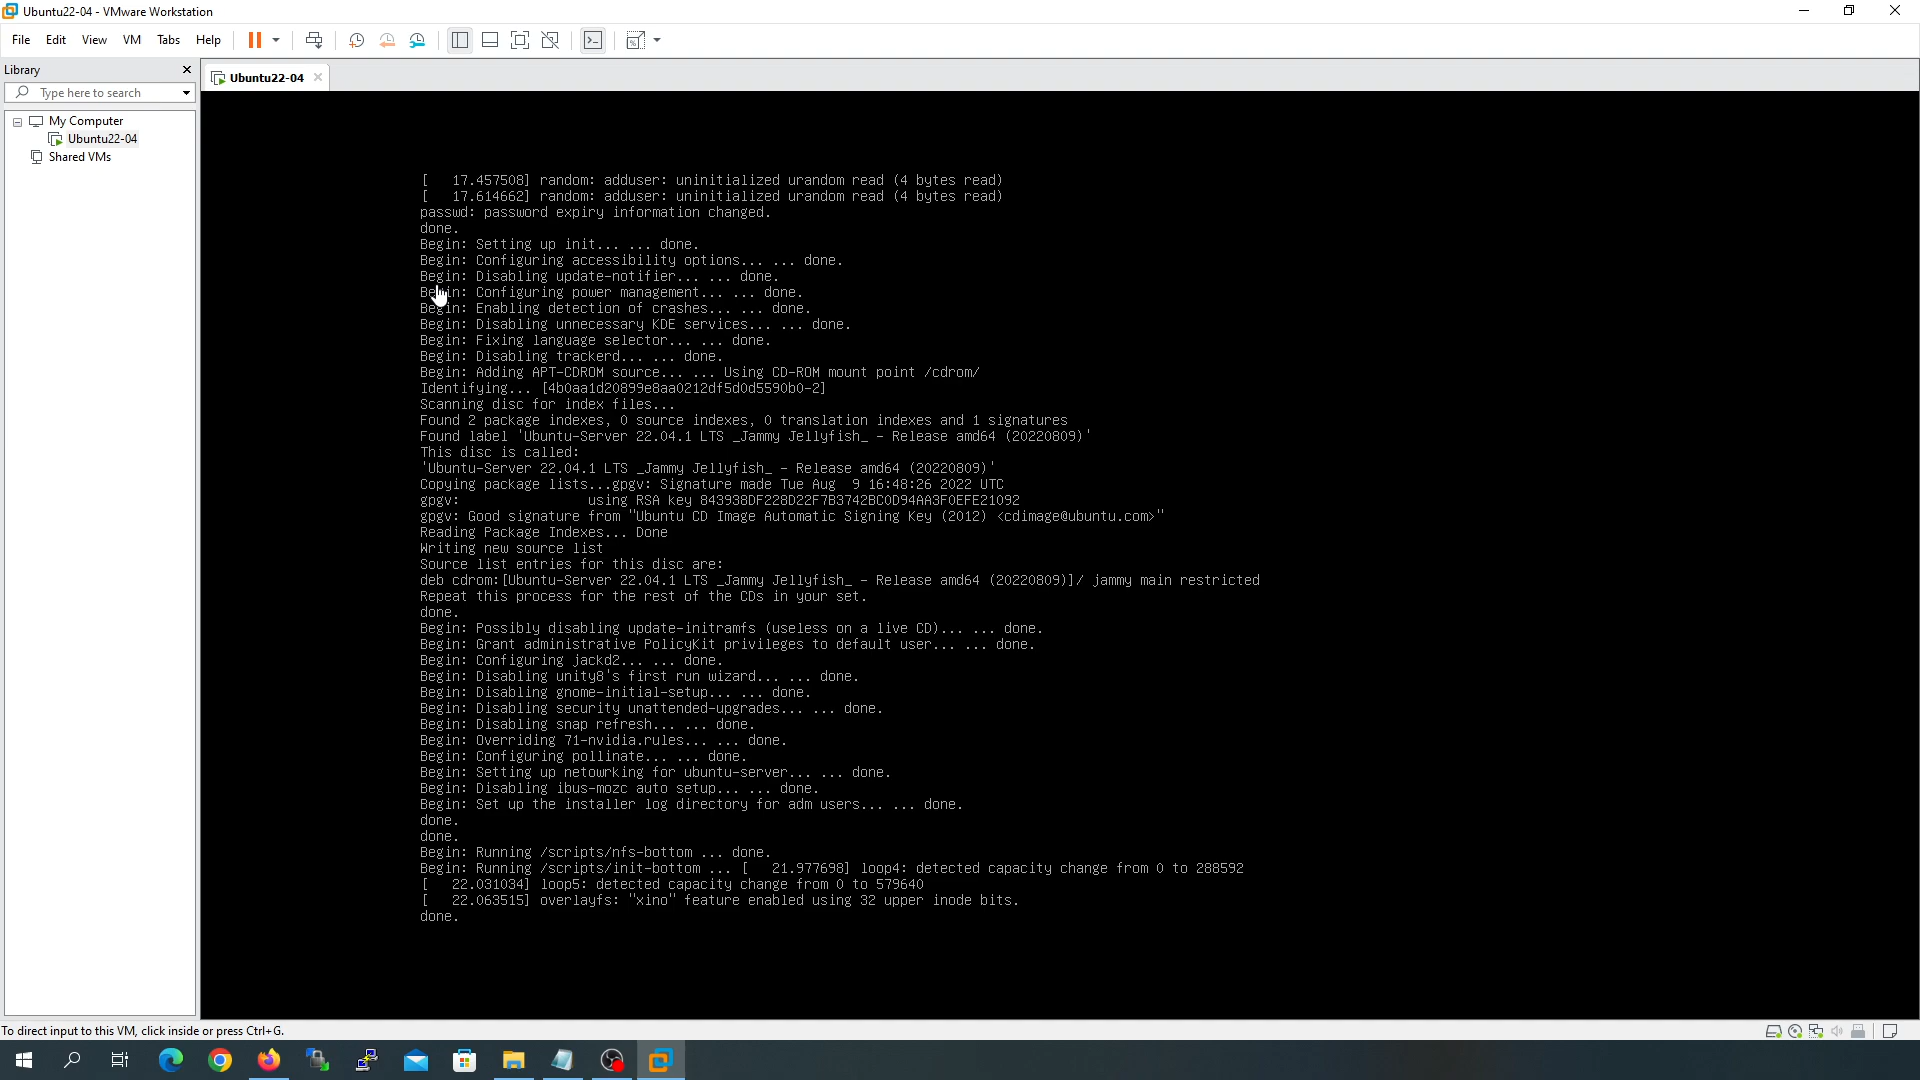 Ubuntu22-04 - VMware Workstation
File Edit View VM Tabs Help
Library
Type here to search
My Computer
Ubuntu22-04
Shared VMs
Ubuntu22-04
[   17.457508] random: adduser: uninitialized urandom read (4 bytes read)
[   17.614662] random: adduser: uninitialized urandom read (4 bytes read)
passwd: password expiry information changed.
done.
Begin: Setting up init... ... done.
Begin: Configuring accessibility options... ... done.
Begin: Disabling update-notifier... ... done.
Begin: Configuring power management... ... done.
Begin: Enabling detection of crashes... ... done.
Begin: Disabling unnecessary KDE services... ... done.
Begin: Fixing language selector... ... done.
Begin: Disabling trackerd... ... done.
Begin: Adding APT-CDROM source... ... Using CD-ROM mount point /cdrom/
Identifying... [4b0aa1d20899e8aa0212df5d0d5590b0-2]
Scanning disc for index files...
Found 2 package indexes, 0 source indexes, 0 translation indexes and 1 signatures
Found label 'Ubuntu-Server 22.04.1 LTS _Jammy Jellyfish_ - Release amd64 (20220809)'
This disc is called:
'Ubuntu-Server 22.04.1 LTS _Jammy Jellyfish_ - Release amd64 (20220809)'
Copying package lists...gpgv: Signature made Tue Aug  9 16:48:26 2022 UTC
gpgv:                using RSA key 843938DF228D22F7B3742BC0D94AA3F0EFE21092
gpgv: Good signature from "Ubuntu CD Image Automatic Signing Key (2012) <cdimage@ubuntu.com>"
Reading Package Indexes... Done
Writing new source list
Source list entries for this disc are:
deb cdrom:[Ubuntu-Server 22.04.1 LTS _Jammy Jellyfish_ - Release amd64 (20220809)]/ jammy main restricted
Repeat this process for the rest of the CDs in your set.
done.
Begin: Possibly disabling update-initramfs (useless on a live CD)... ... done.
Begin: Grant administrative PolicyKit privileges to default user... ... done.
Begin: Configuring jackd2... ... done.
Begin: Disabling unity8's first run wizard... ... done.
Begin: Disabling gnome-initial-setup... ... done.
Begin: Disabling security unattended-upgrades... ... done.
Begin: Disabling snap refresh... ... done.
Begin: Overriding 71-nvidia.rules... ... done.
Begin: Configuring pollinate... ... done.
Begin: Setting up netowrking for ubuntu-server... ... done.
Begin: Disabling ibus-mozc auto setup... ... done.
Begin: Set up the installer log directory for adm users... ... done.
done.
done.
Begin: Running /scripts/nfs-bottom ... done.
Begin: Running /scripts/init-bottom ... [   21.977698] loop4: detected capacity change from 0 to 288592
[   22.031034] loop5: detected capacity change from 0 to 579640
[   22.063515] overlayfs: "xino" feature enabled using 32 upper inode bits.
done.
To direct input to this VM, click inside or press Ctrl+G.